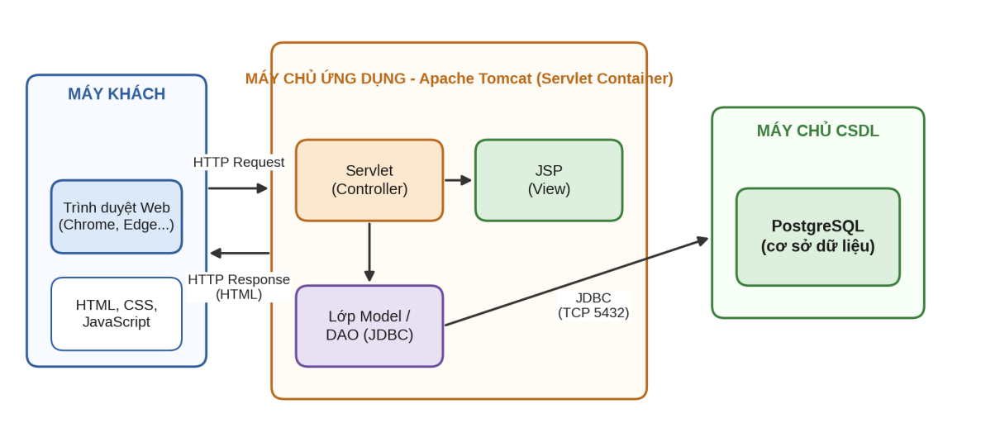 MÁY CHỦ ỨNG DỤNG - Apache Tomcat (Servlet Container)
MÁY KHÁCH
MÁY CHỦ CSDL
HTTP Request
Servlet
(Controller)
JSP
(View)
Trình duyệt Web
(Chrome, Edge...)
PostgreSQL
(cơ sở dữ liệu)
HTTP Response
(HTML)
HTML, CSS,
JavaScript
Lớp Model /
DAO (JDBC)
JDBC
(TCP 5432)